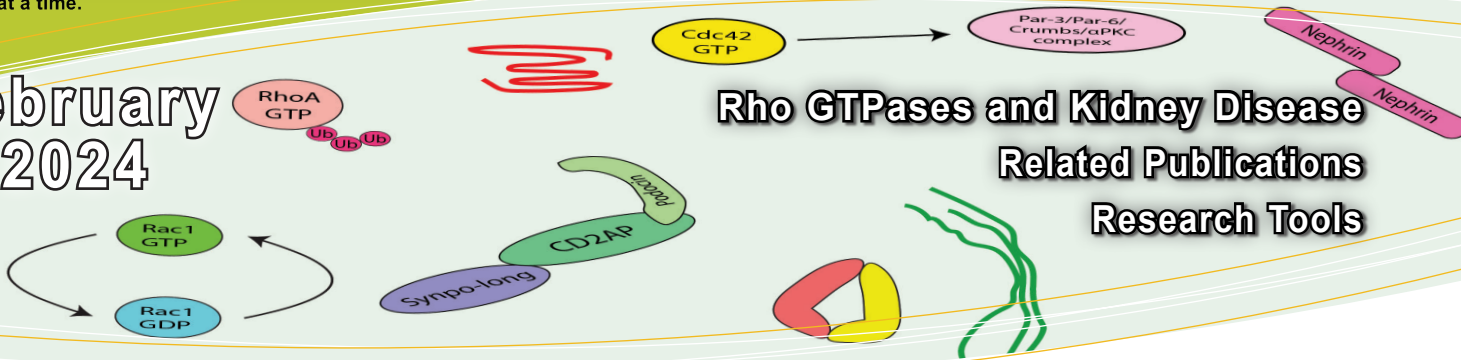 at a time.
ebruary
2024
RhoA
GTP
Ub
Ub
Ub
Cdc42
GTP
Par-3/Par-6/
Crumbs/αPKC
complex
Nephrin
Nephrin
Rho GTPases and Kidney Disease
Related Publications
Research Tools
Podocin
CD2AP
Synpo-long
Rac1
GTP
Rac1
GDP